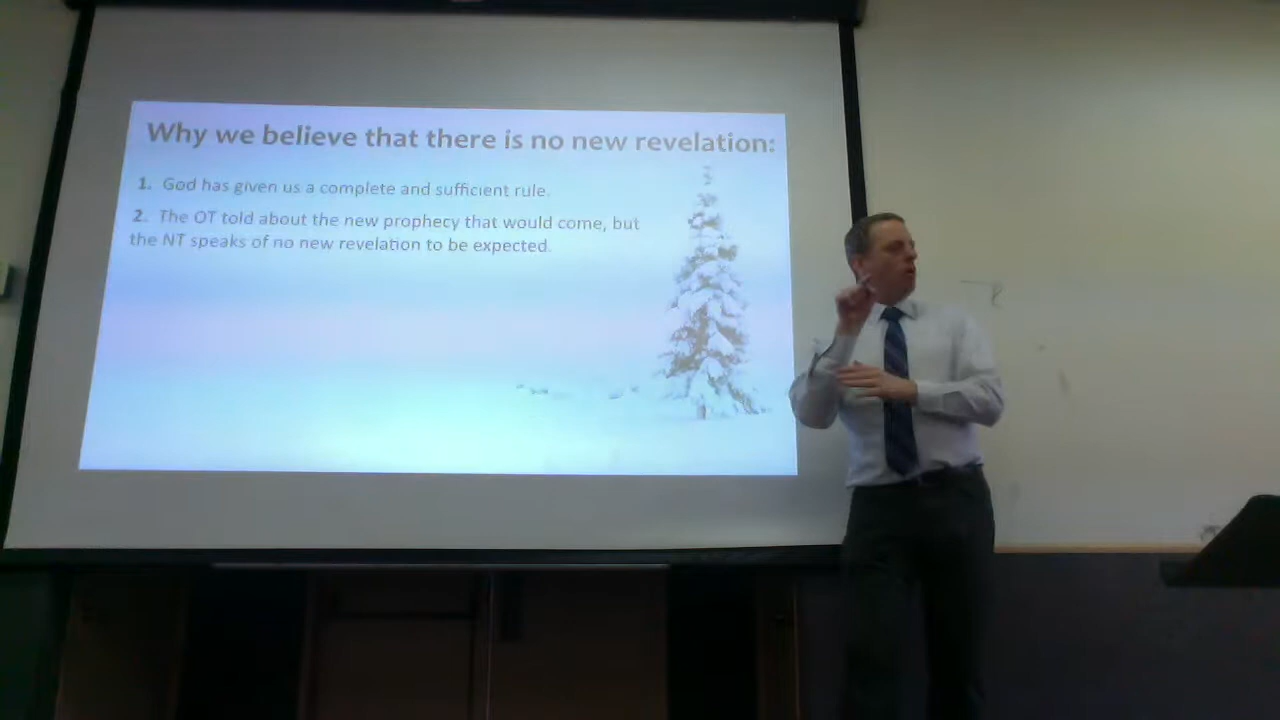 Why we believe that there is no new revelation:
1. God has given us a complete and sufficient rule.
2. The OT told about the new prophecy that would come, but
the NT speaks of no new revelation to be expected.